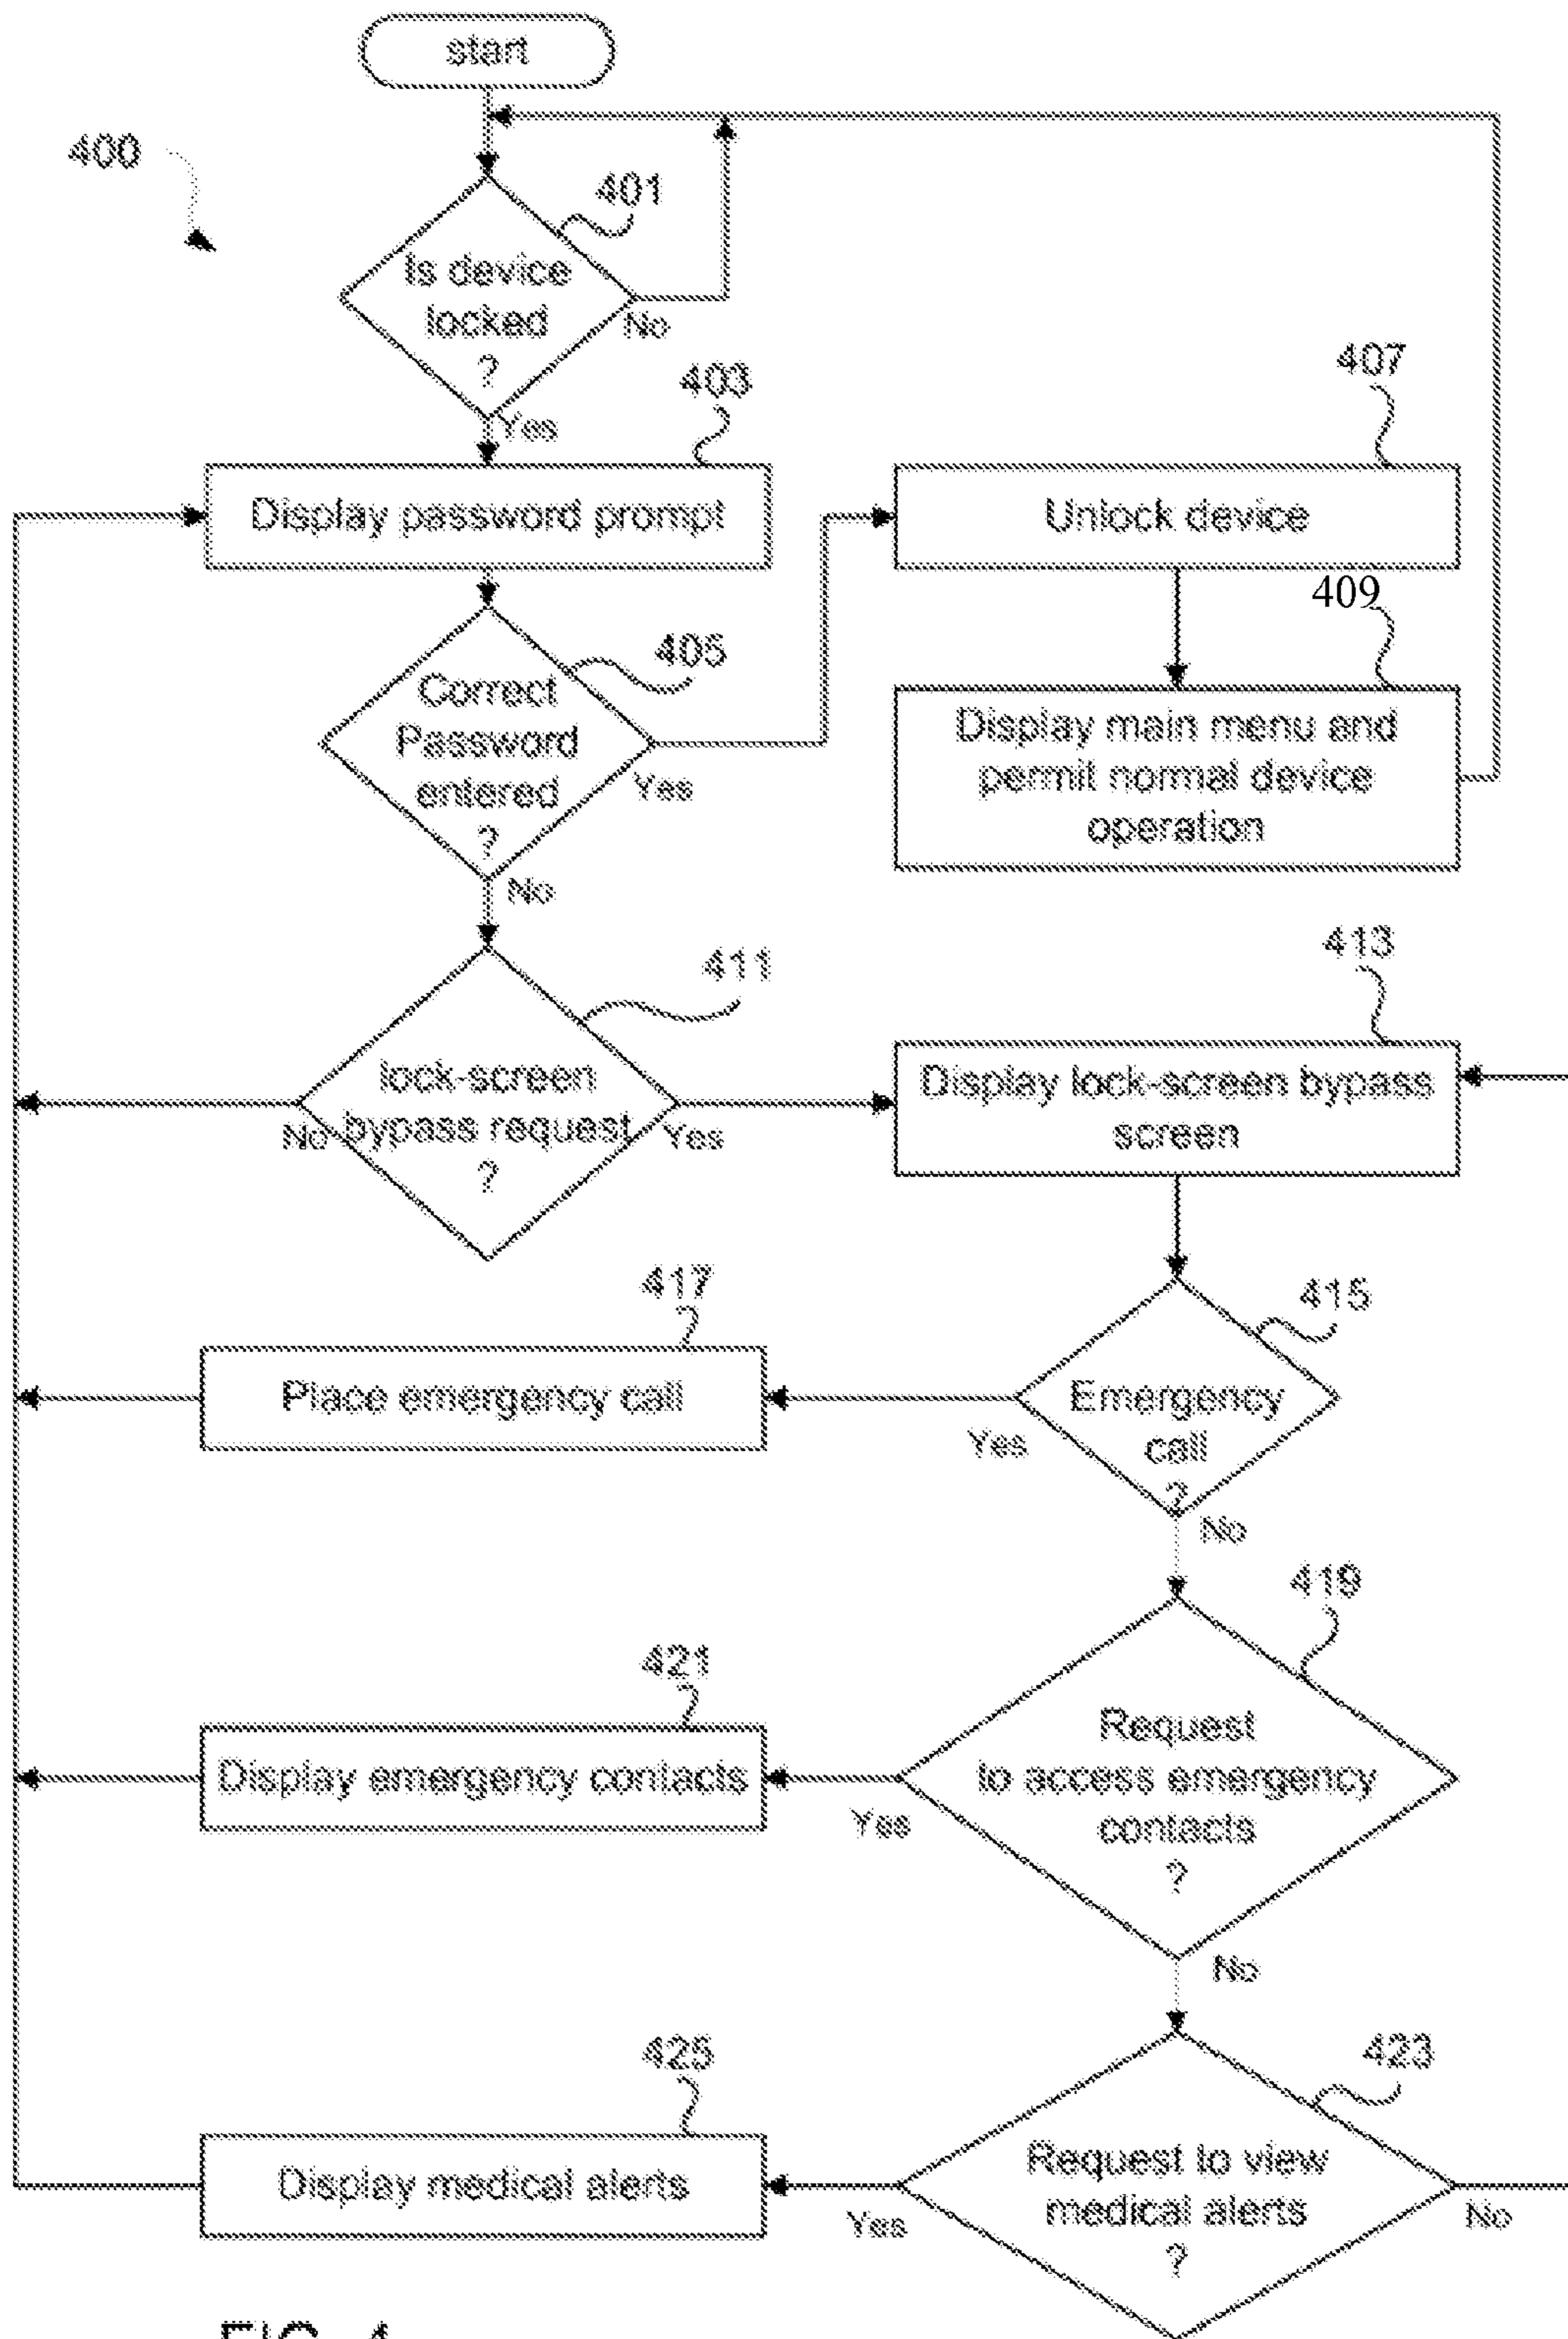 start
400
401
Is device
locked
?
No
Yes
403
Display password prompt
407
Unlock device
405
Correct
Password
entered
?
Yes
No
409
Display main menu and
permit normal device
operation
411
lock-screen
bypass request
?
No
Yes
413
Display lock-screen bypass
screen
415
Emergency
call
?
Yes
No
417
Place emergency call
419
Request
to access emergency
contacts
?
Yes
No
421
Display emergency contacts
423
Request to view
medical alerts
?
Yes
No
425
Display medical alerts
FIG. 4